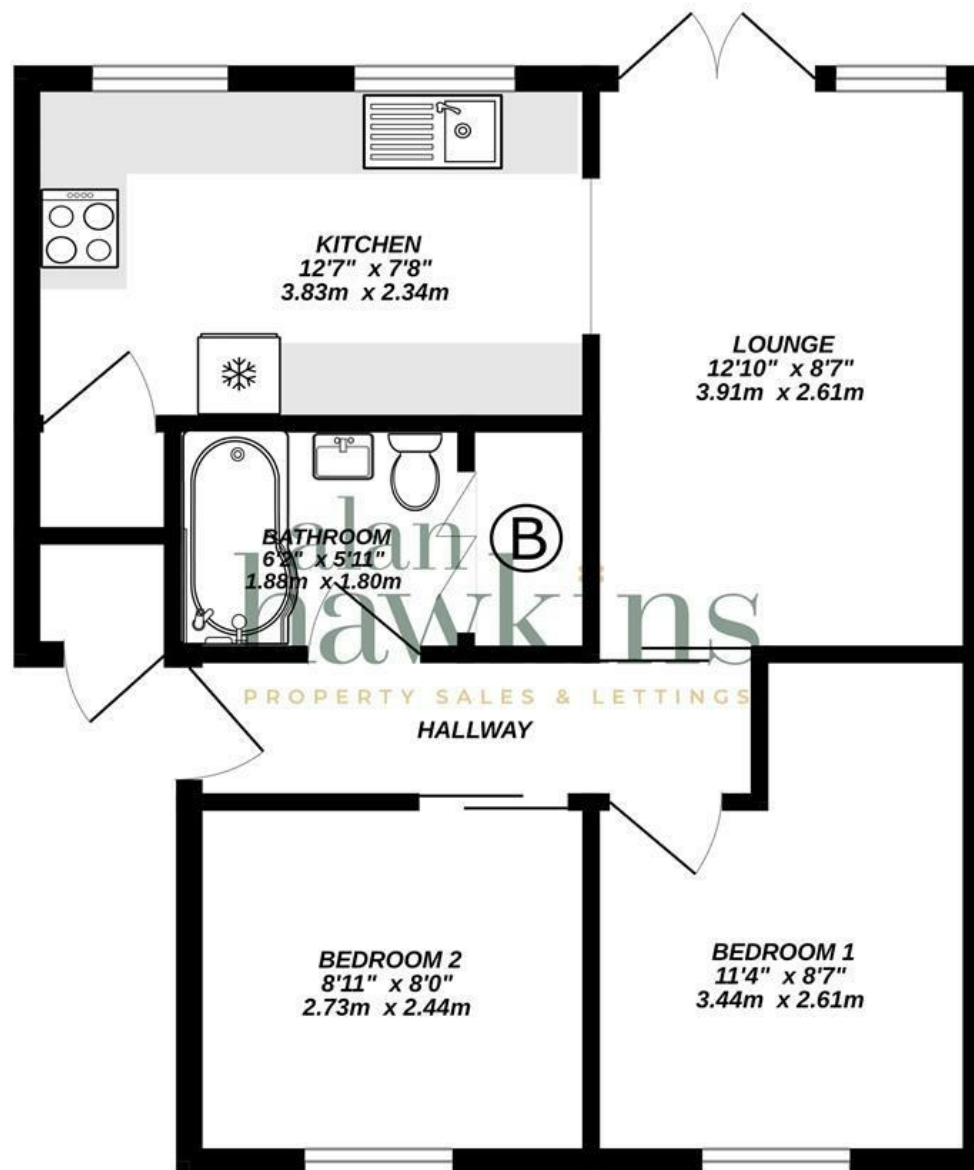 KITCHEN
12'7" x 7'8"
3.83m x 2.34m
LOUNGE
12'10" x 8'7"
3.91m x 2.61m
BATHROOM
6'2" x 5'11"
1.88m x 1.80m
B
alan
hawkins
PROPERTY SALES & LETTINGS
HALLWAY
BEDROOM 2
8'11" x 8'0"
2.73m x 2.44m
BEDROOM 1
11'4" x 8'7"
3.44m x 2.61m